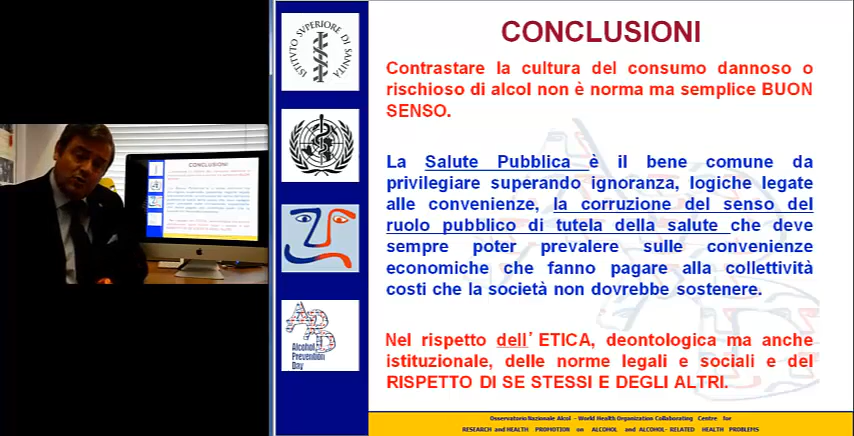 CONCLUSIONI
Contrastare la cultura del consumo dannoso o
rischioso di alcol non è norma ma semplice BUON
SENSO.
La Salute Pubblica è il bene comune da
privilegiare superando ignoranza, logiche legate
alle convenienze, la corruzione del senso del
ruolo pubblico di tutela della salute che deve
sempre poter prevalere sulle convenienze
economiche che fanno pagare alla collettività
costi che la società non dovrebbe sostenere.
Nel rispetto dell' ETICA, deontologica ma anche
istituzionale, delle norme legali e sociali e del
RISPETTO DI SE STESSI E DEGLI ALTRI.
Osservatorio Nazionale Alcol - World Health Organization Collaborating Centre for
RESEARCH and HEALTH PROMOTION on ALCOHOL and ALCOHOL- RELATED HEALTH PROBLEMS
ISTITVTO SVPERIORE DI SANITA
APD
Alcohol
Prevention
Day
CONCLUSIONI